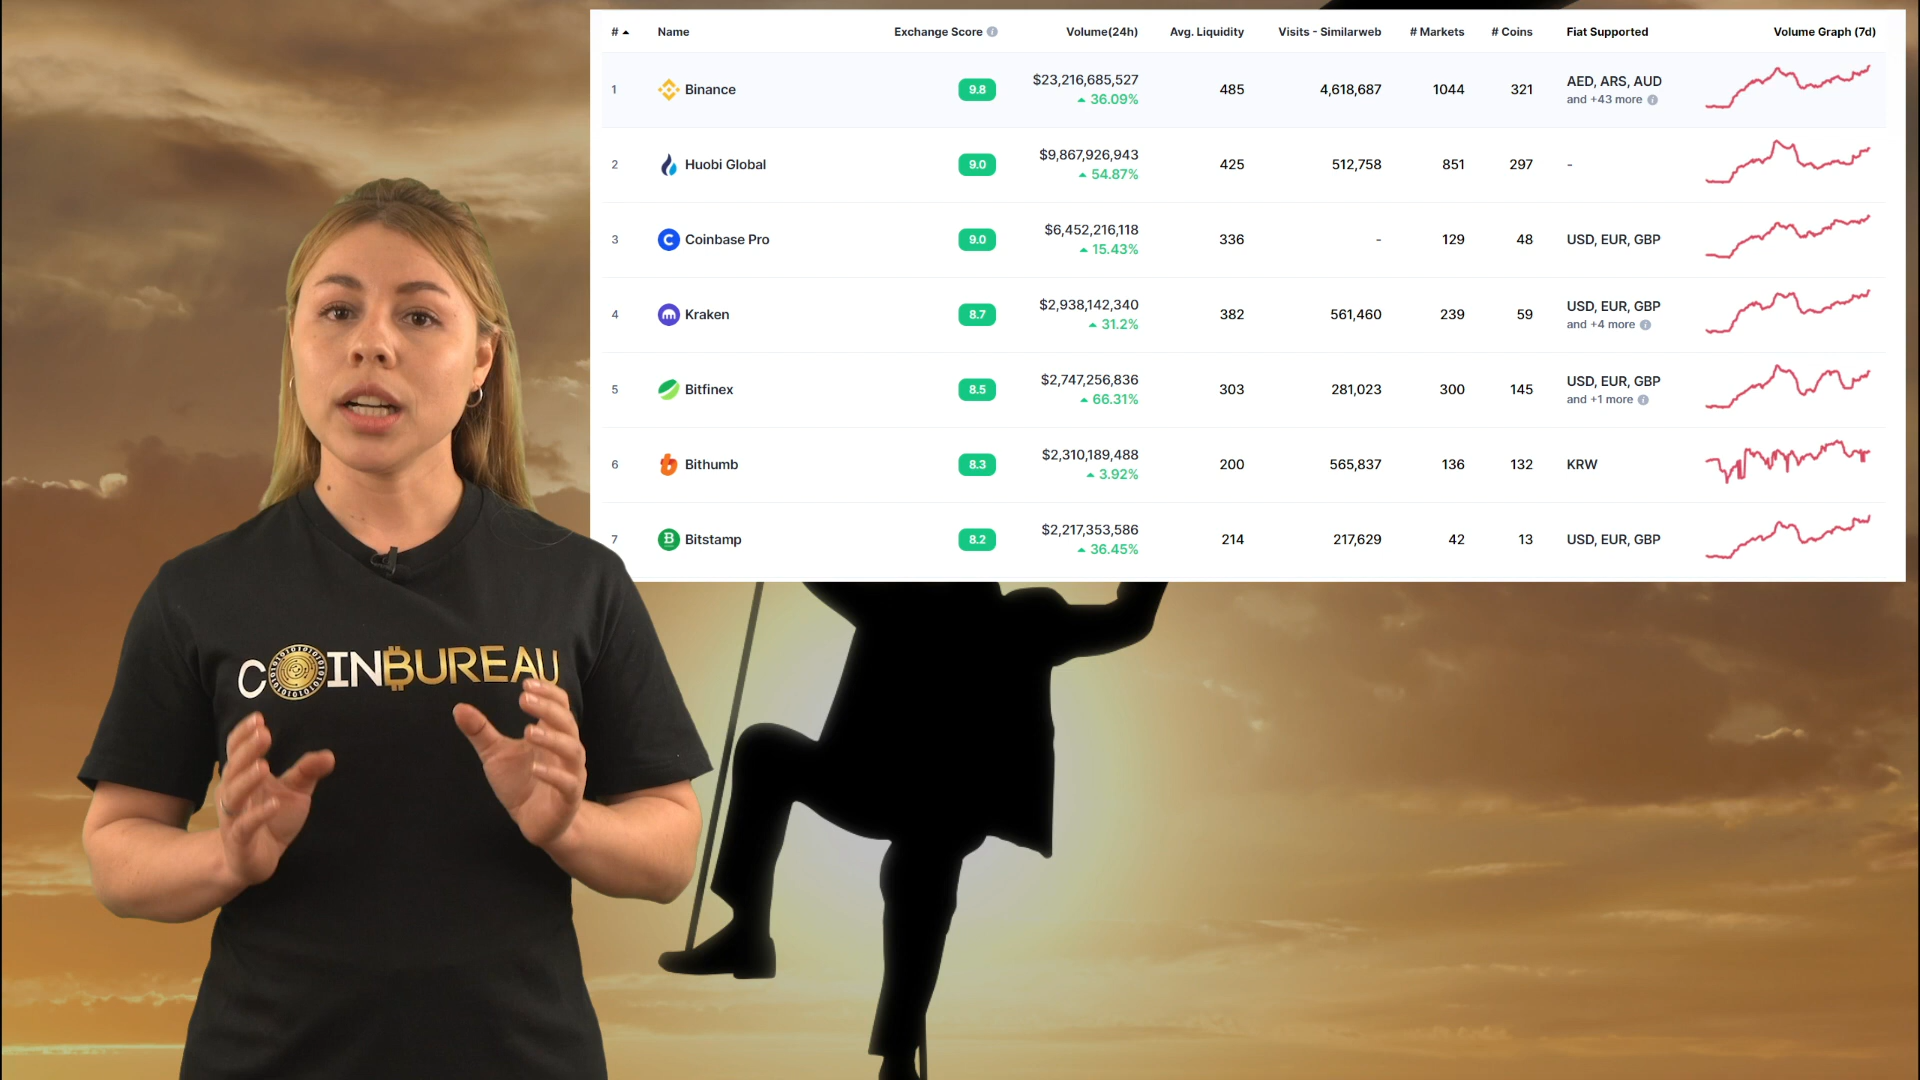 # Name Exchange Score Volume(24h) Avg. Liquidity Visits - Similarweb # Markets # Coins Fiat Supported Volume Graph (7d)
1 Binance 9.8 $23,216,685,527 485 4,618,687 1044 321 AED, ARS, AUD
36.09% and +43 more
2 Huobi Global 9.0 $9,867,926,943 425 512,758 851 297 -
54.87%
3 Coinbase Pro 9.0 $6,452,216,118 336 - 129 48 USD, EUR, GBP
15.43%
4 Kraken 8.7 $2,938,142,340 382 561,460 239 59 USD, EUR, GBP
31.2% and +4 more
5 Bitfinex 8.5 $2,747,256,836 303 281,023 300 145 USD, EUR, GBP
66.31% and +1 more
6 Bithumb 8.3 $2,310,189,488 200 565,837 136 132 KRW
3.92%
7 Bitstamp 8.2 $2,217,353,586 214 217,629 42 13 USD, EUR, GBP
36.45%
COINBUREAU